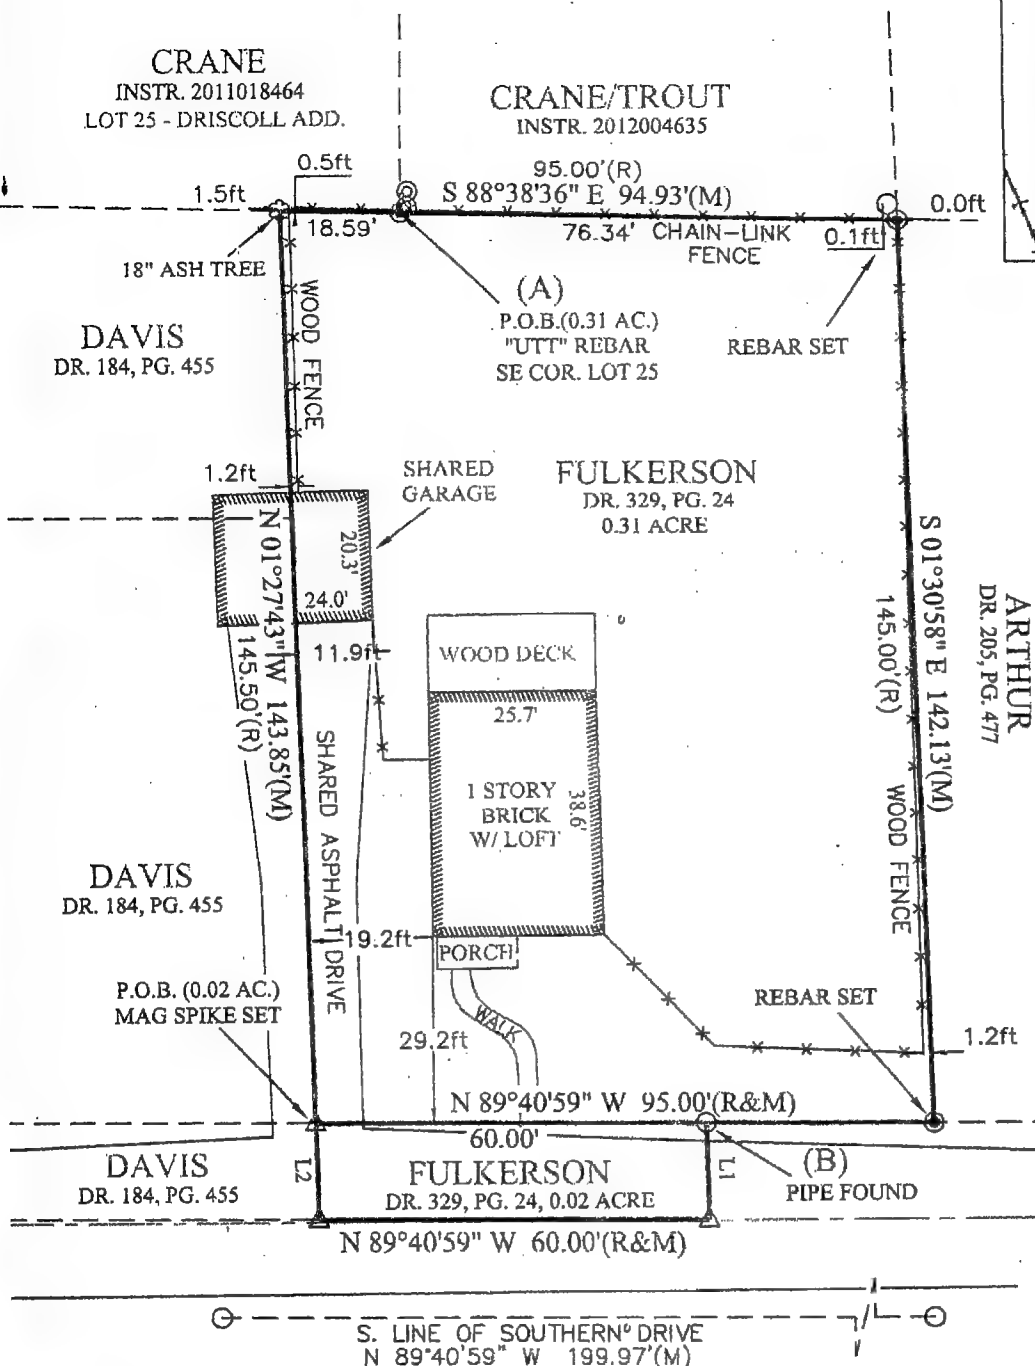 CRANE
INSTR. 2011018464
LOT 25 - DRISCOLL ADD.
CRANE/TROUT
INSTR. 2012004635
0.5ft
1.5ft
95.00'(R)
S 88°38'36" E 94.93'(M)
18.59'
76.34' CHAIN-LINK
FENCE
0.1ft
0.0ft
18" ASH TREE
(A)
P.O.B.(0.31 AC.)
"UTT" REBAR
SE COR. LOT 25
REBAR SET
WOOD FENCE
DAVIS
DR. 184, PG. 455
1.2ft
SHARED
GARAGE
FULKERSON
DR. 329, PG. 24
0.31 ACRE
20.3'
24.0'
N 01°27'43" W 143.85'(M)
145.50'(R)
11.9ft
S 01°30'58" E 142.13'(M)
145.00'(R)
ARTHUR
DR. 205, PG. 477
WOOD DECK
25.7'
38.6'
1 STORY
BRICK
W/ LOFT
SHARED ASPHALT DRIVE
WOOD FENCE
DAVIS
DR. 184, PG. 455
19.2ft
PORCH
WALK
P.O.B. (0.02 AC.)
MAG SPIKE SET
29.2ft
REBAR SET
1.2ft
N 89°40'59" W 95.00'(R&M)
60.00'
DAVIS
DR. 184, PG. 455
L2
FULKERSON
DR. 329, PG. 24, 0.02 ACRE
L1
(B)
PIPE FOUND
N 89°40'59" W 60.00'(R&M)
S. LINE OF SOUTHERN DRIVE
N 89°40'59" W 199.97'(M)